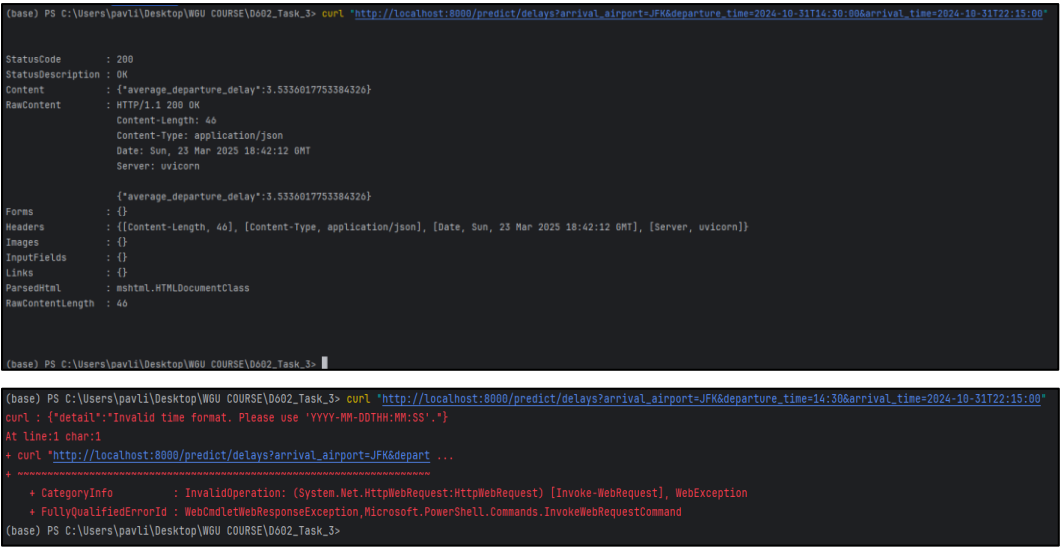 (base) PS C:\Users\pavli\Desktop\WGU COURSE\D602_Task_3> curl "http://localhost:8000/predict/delays?arrival_airport=JFK&departure_time=2024-10-31T14:30:00&arrival_time=2024-10-31T22:15:00"
StatusCode        : 200
StatusDescription : OK
Content           : {"average_departure_delay":3.5336017753384326}
RawContent        : HTTP/1.1 200 OK
                    Content-Length: 46
                    Content-Type: application/json
                    Date: Sun, 23 Mar 2025 18:42:12 GMT
                    Server: uvicorn
                    {"average_departure_delay":3.5336017753384326}
Forms             : {}
Headers           : {[Content-Length, 46], [Content-Type, application/json], [Date, Sun, 23 Mar 2025 18:42:12 GMT], [Server, uvicorn]}
Images            : {}
InputFields       : {}
Links             : {}
ParsedHtml        : mshtml.HTMLDocumentClass
RawContentLength  : 46
(base) PS C:\Users\pavli\Desktop\WGU COURSE\D602_Task_3>
(base) PS C:\Users\pavli\Desktop\WGU COURSE\D602_Task_3> curl "http://localhost:8000/predict/delays?arrival_airport=JFK&departure_time=14:30&arrival_time=2024-10-31T22:15:00"
curl : {"detail":"Invalid time format. Please use 'YYYY-MM-DDTHH:MM:SS'."}
At line:1 char:1
+ curl "http://localhost:8000/predict/delays?arrival_airport=JFK&depart ...
+ ~~~~~~~~~~~~~~~~~~~~~~~~~~~~~~~~~~~~~~~~~~~~~~~~~~~~~~~~~~~~~~~~~~~~~
    + CategoryInfo          : InvalidOperation: (System.Net.HttpWebRequest:HttpWebRequest) [Invoke-WebRequest], WebException
    + FullyQualifiedErrorId : WebCmdletWebResponseException,Microsoft.PowerShell.Commands.InvokeWebRequestCommand
(base) PS C:\Users\pavli\Desktop\WGU COURSE\D602_Task_3>